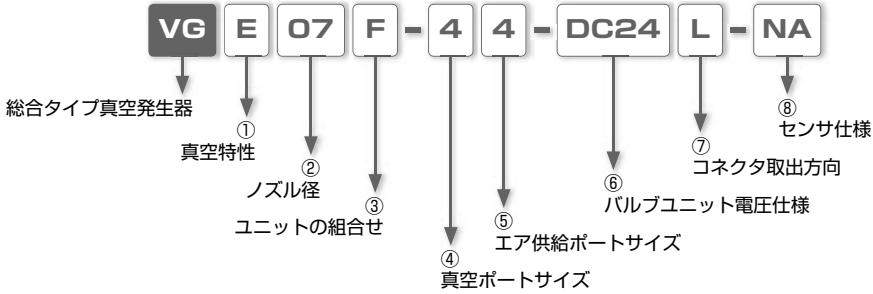 VG E 07 F - 4 4 - DC24 L - NA
総合タイプ真空発生器
①
真空特性
②
ノズル径
③
ユニットの組合せ
④
真空ポートサイズ
⑤
エア供給ポートサイズ
⑥
バルブユニット電圧仕様
⑦
コネクタ取出方向
⑧
センサ仕様